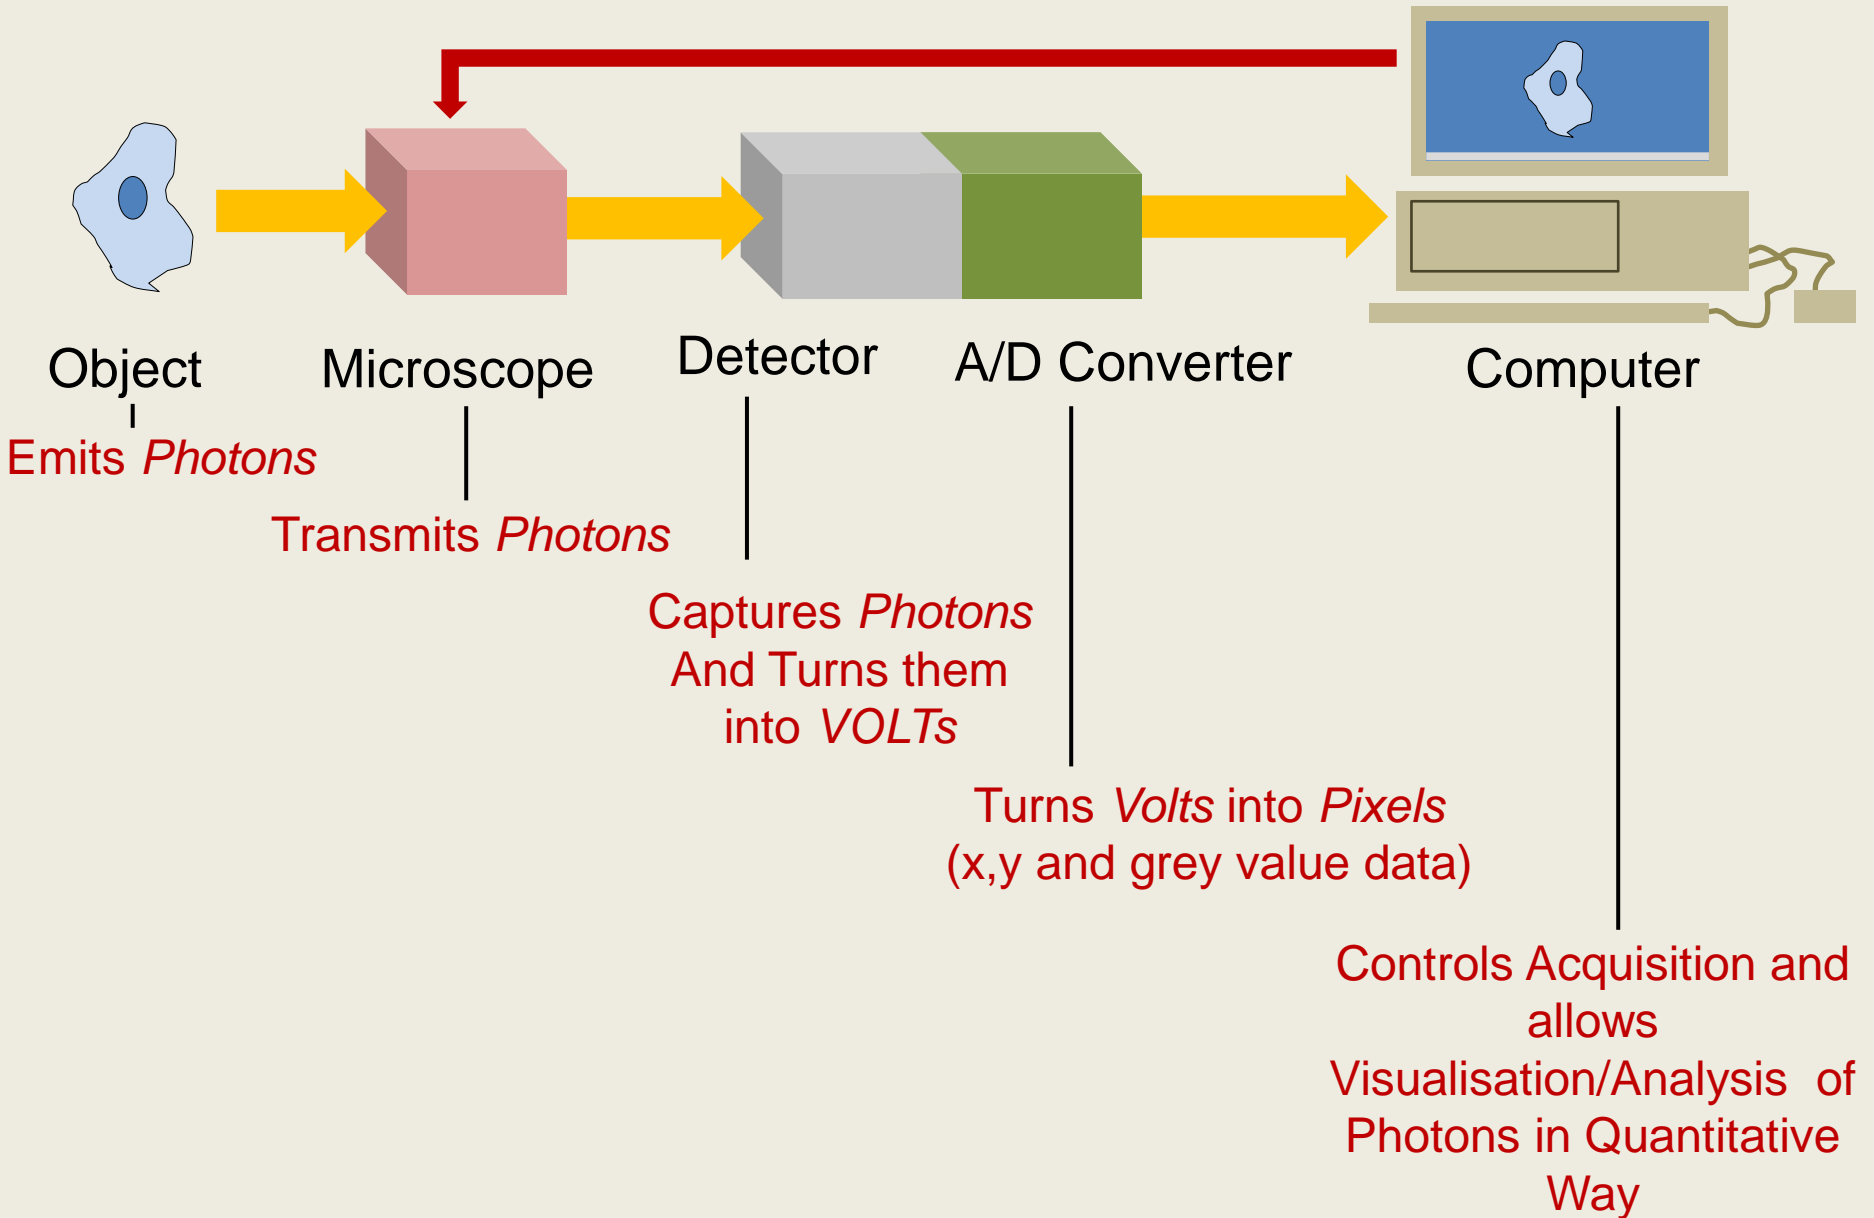 Object
Microscope
Detector
A/D Converter
Computer
Emits Photons
Transmits Photons
Captures Photons
And Turns them
into VOLTs
Turns Volts into Pixels
(x,y and grey value data)
Controls Acquisition and
allows
Visualisation/Analysis of
Photons in Quantitative
Way